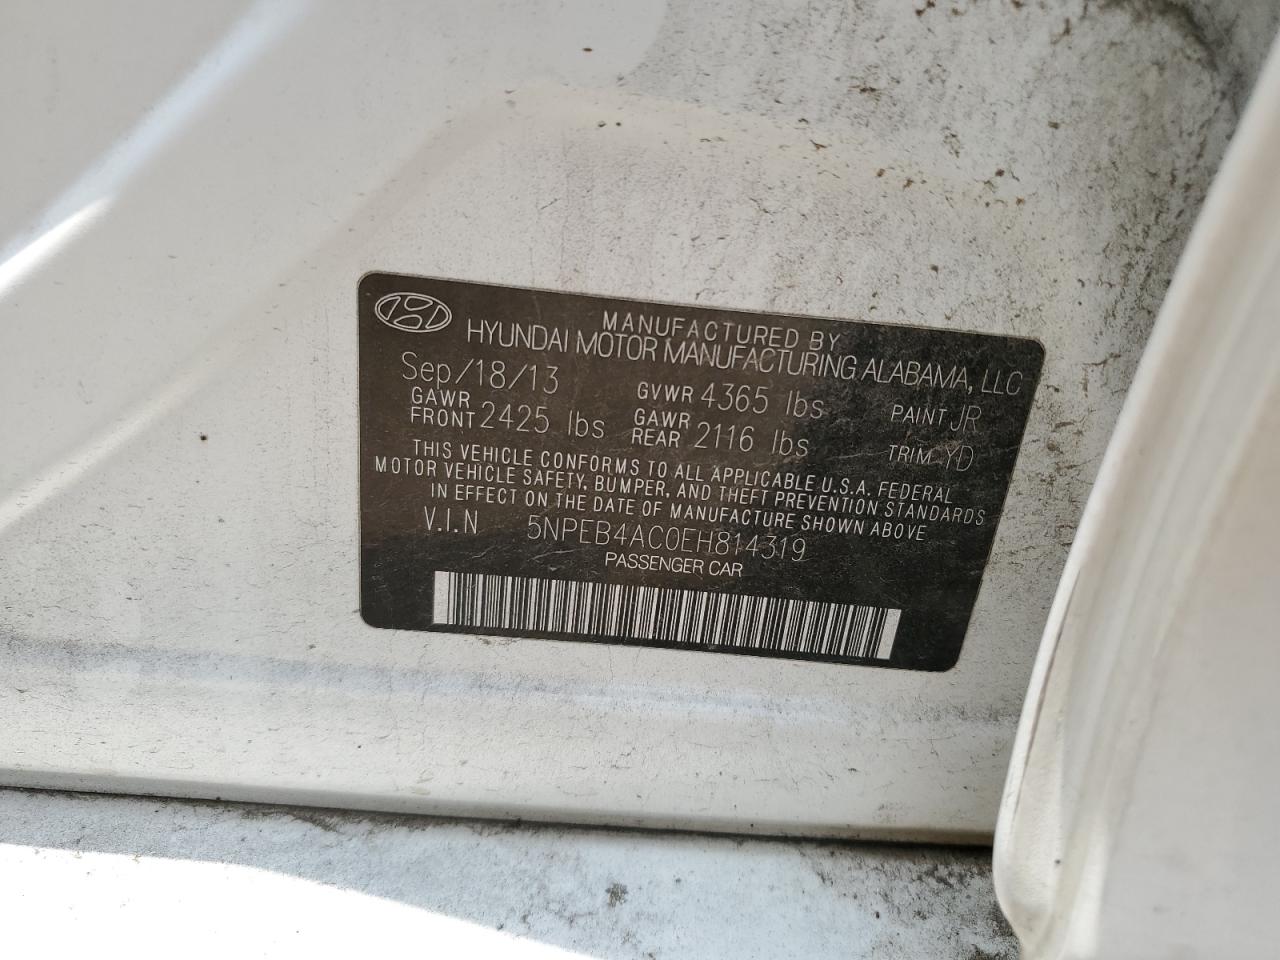 MANUFACTURED BY
HYUNDAI MOTOR MANUFACTURING ALABAMA, LLC
Sep/18/13 GVWR 4365 lbs PAINT JR
GAWR FRONT 2425 lbs GAWR REAR 2116 lbs TRIM YD
THIS VEHICLE CONFORMS TO ALL APPLICABLE U.S.A. FEDERAL
MOTOR VEHICLE SAFETY, BUMPER, AND THEFT PREVENTION STANDARDS
IN EFFECT ON THE DATE OF MANUFACTURE SHOWN ABOVE
V.I.N 5NPEB4AC0EH814319
PASSENGER CAR